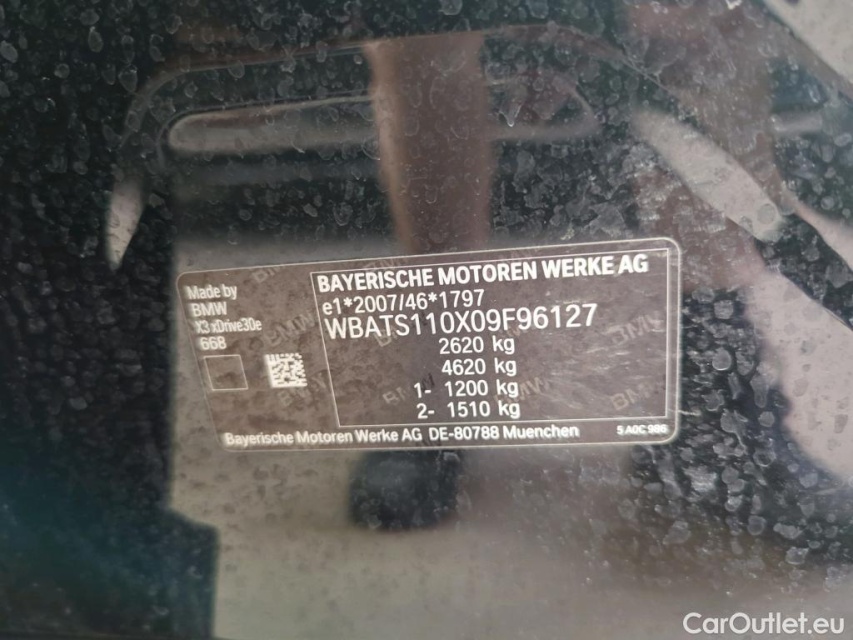 BAYERISCHE MOTOREN WERKE AG
e1*2007/46*1797
WBATS110X09F96127
2620 kg
4620 kg
1- 1200 kg
2- 1510 kg
Made by
BMW
X3 xDrive30e
668
Bayerische Motoren Werke AG DE-80788 Muenchen
5 A0C 986
CarOutlet.eu